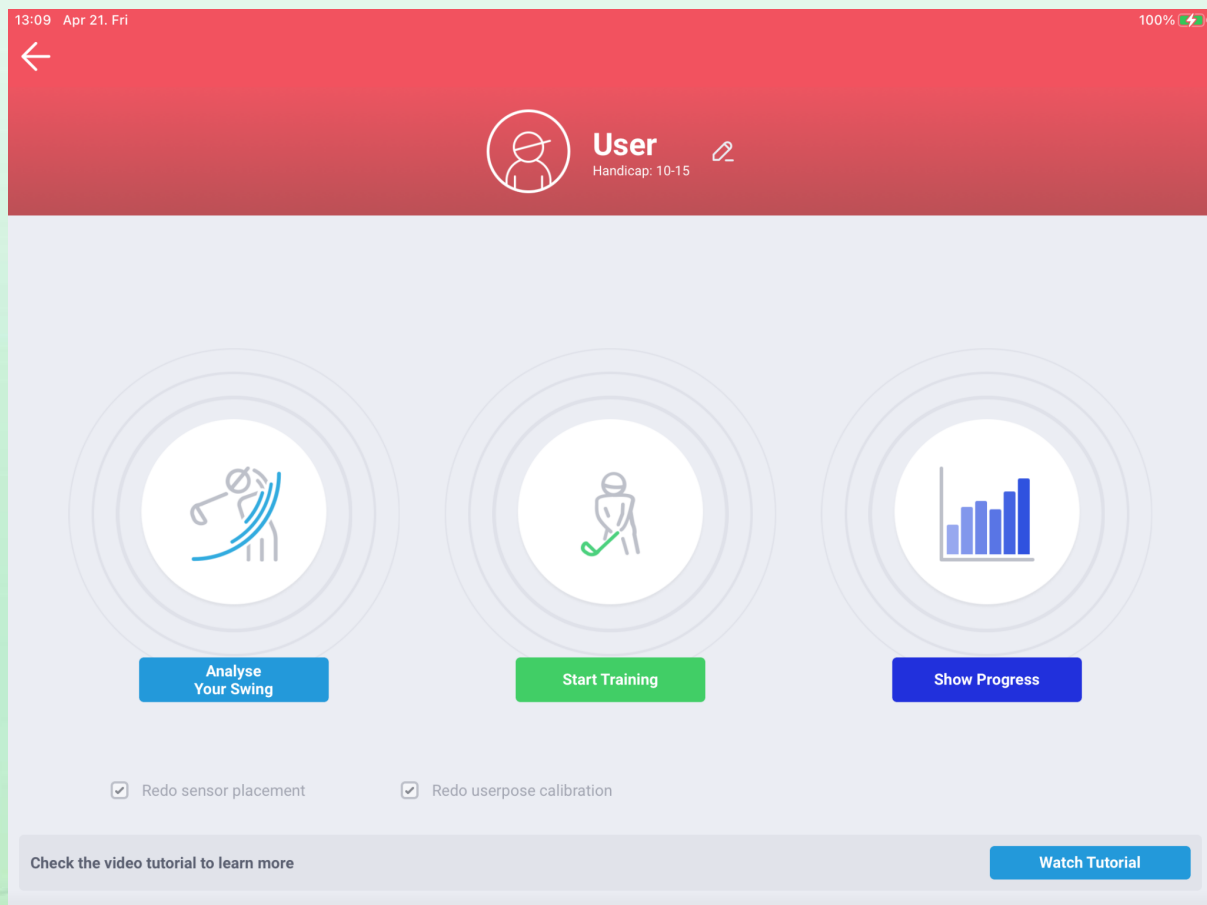 13:09 Apr 21. Fri
100%
User
Handicap: 10-15
Analyse
Your Swing
Start Training
Show Progress
Redo sensor placement
Redo userpose calibration
Check the video tutorial to learn more
Watch Tutorial